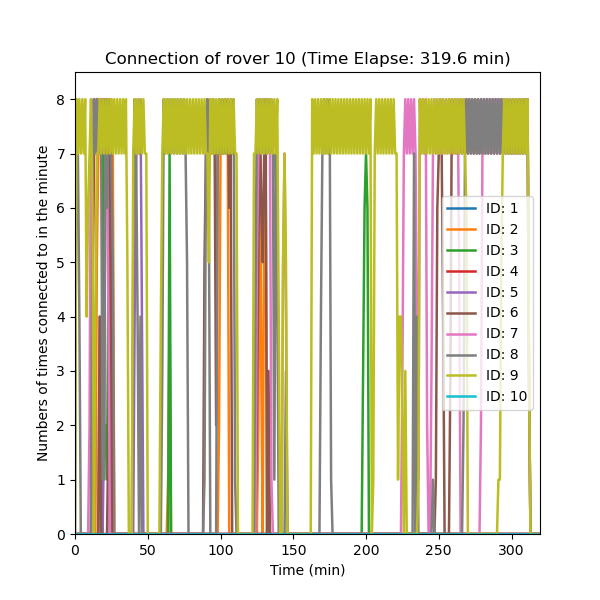 Connection of rover 10 (Time Elapse: 319.6 min)
Numbers of times connected to in the minute
8
7
6
5
4
3
2
1
0
ID: 1
ID: 2
ID: 3
ID: 4
ID: 5
ID: 6
ID: 7
ID: 8
ID: 9
ID: 10
0 50 100 150 200 250 300
Time (min)